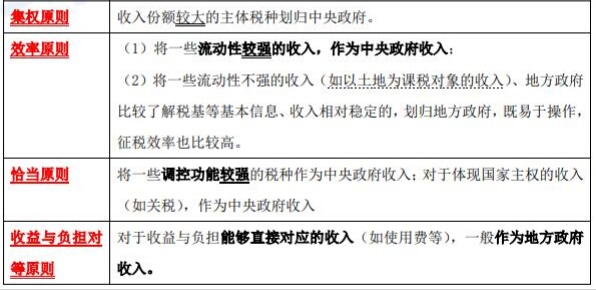 集权原则 收入份额较大的主体税种划归中央政府。
效率原则 （1）将一些流动性较强的收入，作为中央政府收入；
（2）将一些流动性不强的收入（如以土地为课税对象的收入）、地方政府
比较了解税基等基本信息、收入相对稳定的，划归地方政府，既易于操作，
征税效率也比较高。
恰当原则 将一些调控功能较强的税种作为中央政府收入；对于体现国家主权的收入
（如关税），作为中央政府收入
收益与负担对 对于收益与负担能够直接对应的收入（如使用费等），一般作为地方政府
等原则 收入。